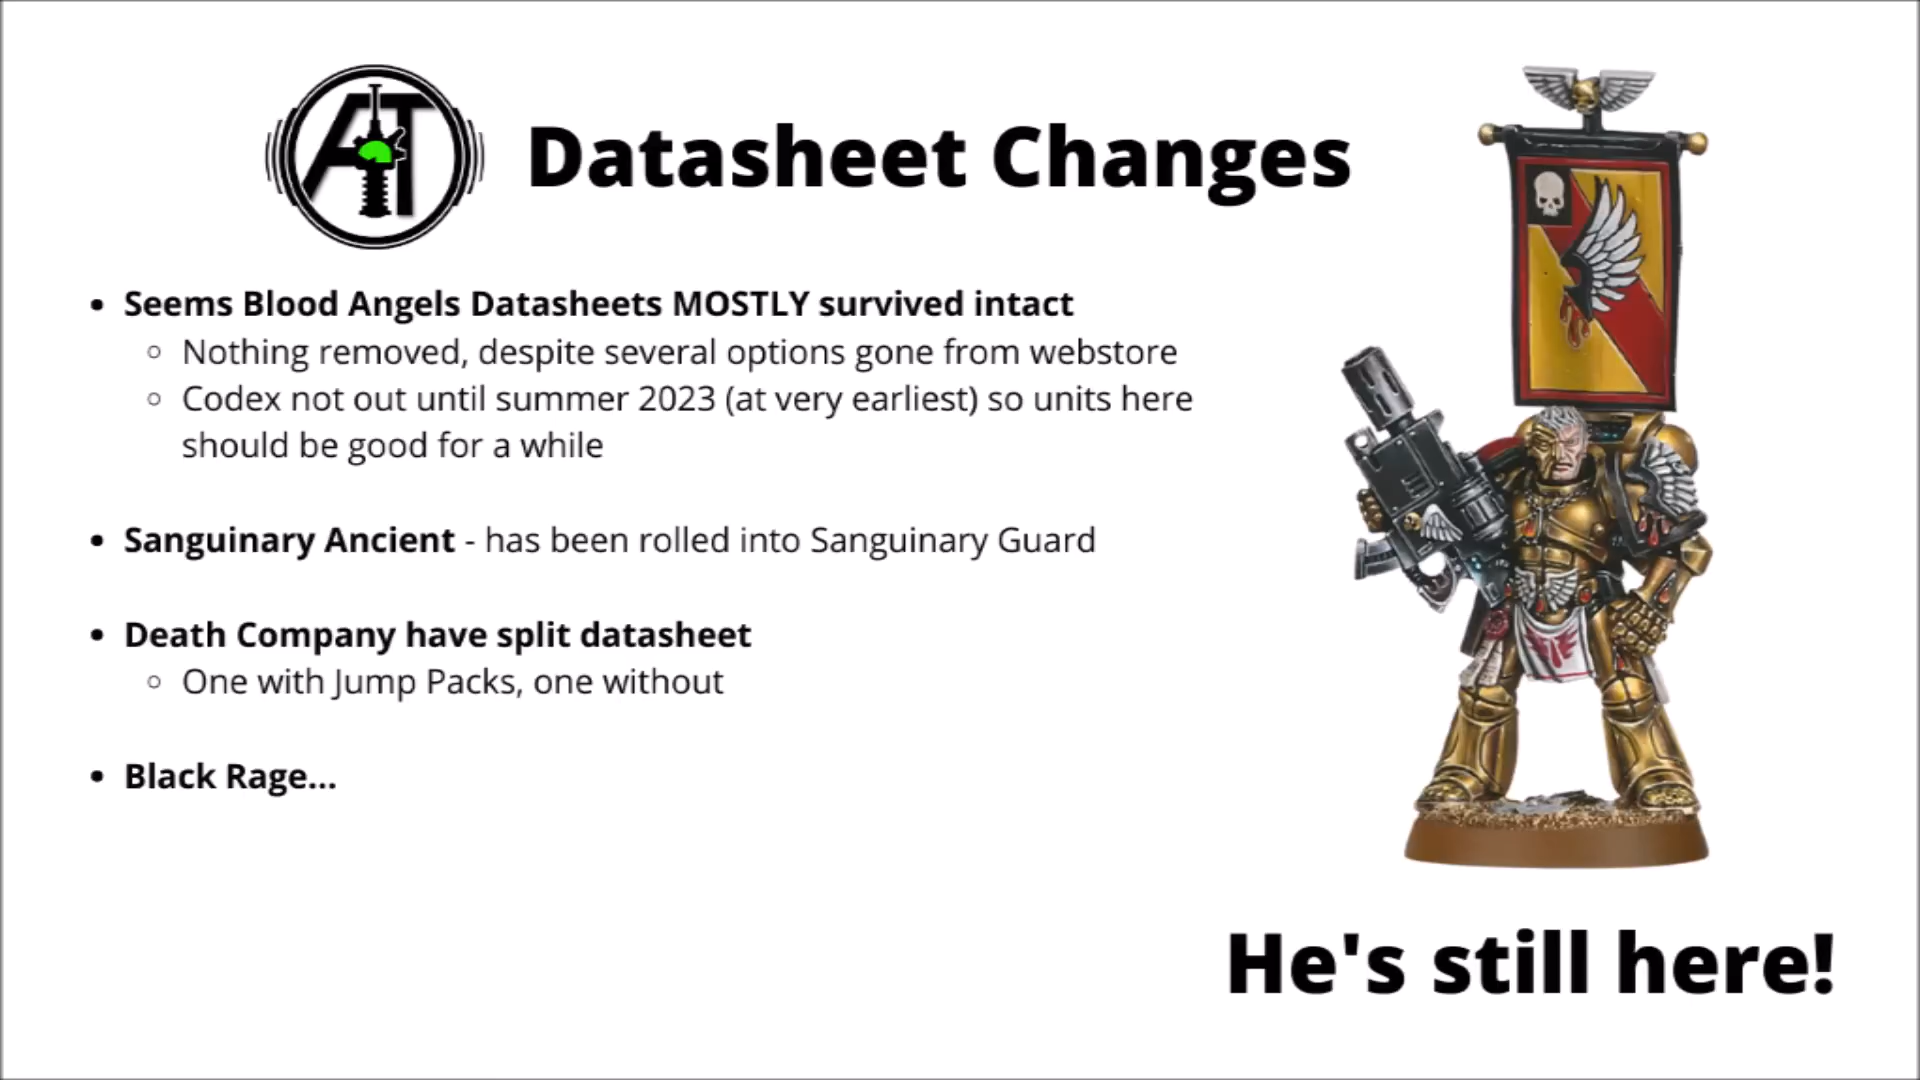 AT
Datasheet Changes
• Seems Blood Angels Datasheets MOSTLY survived intact
○ Nothing removed, despite several options gone from webstore
○ Codex not out until summer 2023 (at very earliest) so units here
should be good for a while
• Sanguinary Ancient - has been rolled into Sanguinary Guard
• Death Company have split datasheet
○ One with Jump Packs, one without
• Black Rage...
He's still here!